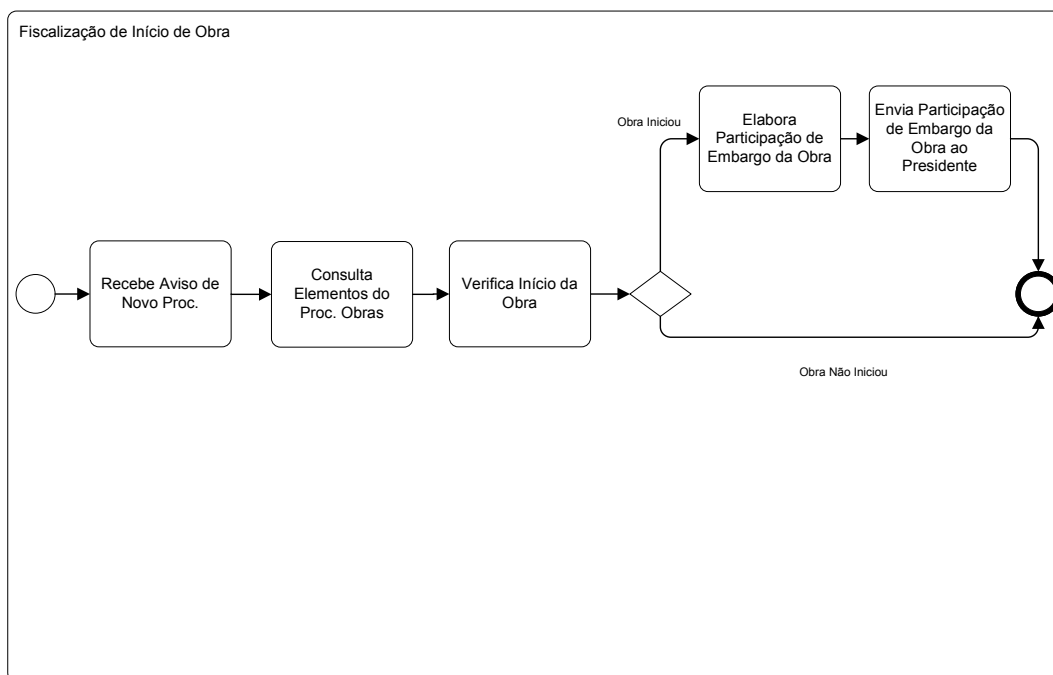 Fiscalização de Início de Obra
Obra Iniciou
Elabora
Participação de
Embargo da Obra
Envia Participação
de Embargo da
Obra ao
Presidente
Recebe Aviso de
Novo Proc.
Consulta
Elementos do
Proc. Obras
Verifica Início da
Obra
Obra Não Iniciou